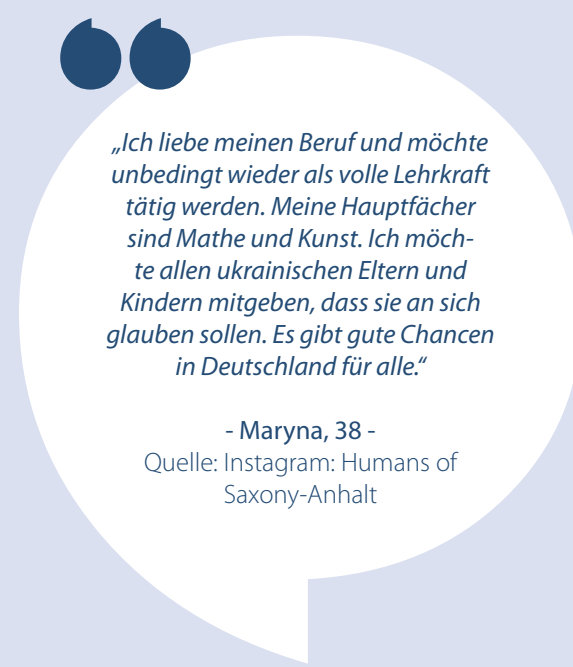 „Ich liebe meinen Beruf und möchte
unbedingt wieder als volle Lehrkraft
tätig werden. Meine Hauptfächer
sind Mathe und Kunst. Ich möch-
te allen ukrainischen Eltern und
Kindern mitgeben, dass sie an sich
glauben sollen. Es gibt gute Chancen
in Deutschland für alle.“
- Maryna, 38 -
Quelle: Instagram: Humans of
Saxony-Anhalt